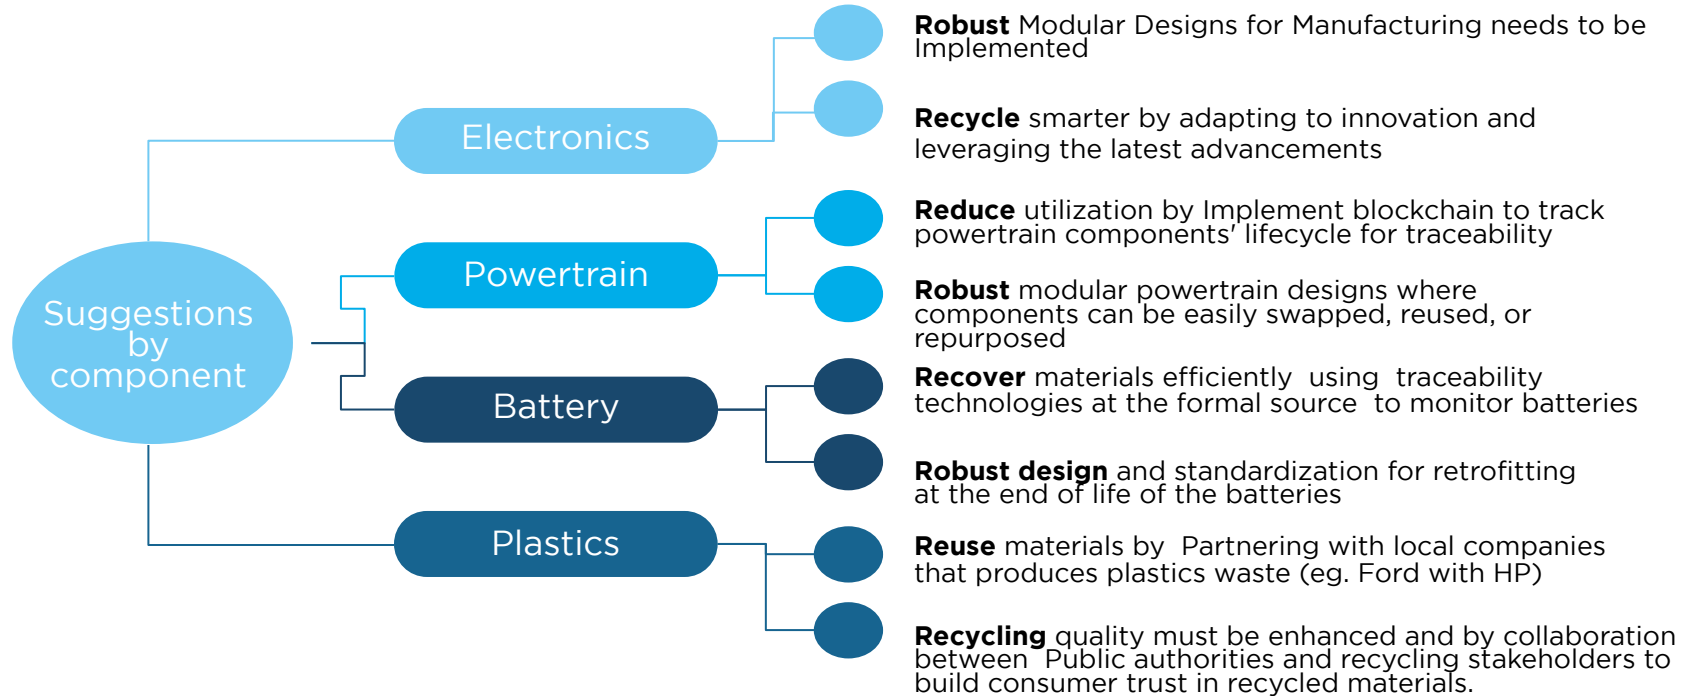 Suggestions
by
component
Electronics
Robust Modular Designs for Manufacturing needs to be
Implemented
Recycle smarter by adapting to innovation and
leveraging the latest advancements
Powertrain
Reduce utilization by Implement blockchain to track
powertrain components' lifecycle for traceability
Robust modular powertrain designs where
components can be easily swapped, reused, or
repurposed
Battery
Recover materials efficiently using traceability
technologies at the formal source to monitor batteries
Robust design and standardization for retrofitting
at the end of life of the batteries
Plastics
Reuse materials by Partnering with local companies
that produces plastics waste (eg. Ford with HP)
Recycling quality must be enhanced and by collaboration
between Public authorities and recycling stakeholders to
build consumer trust in recycled materials.